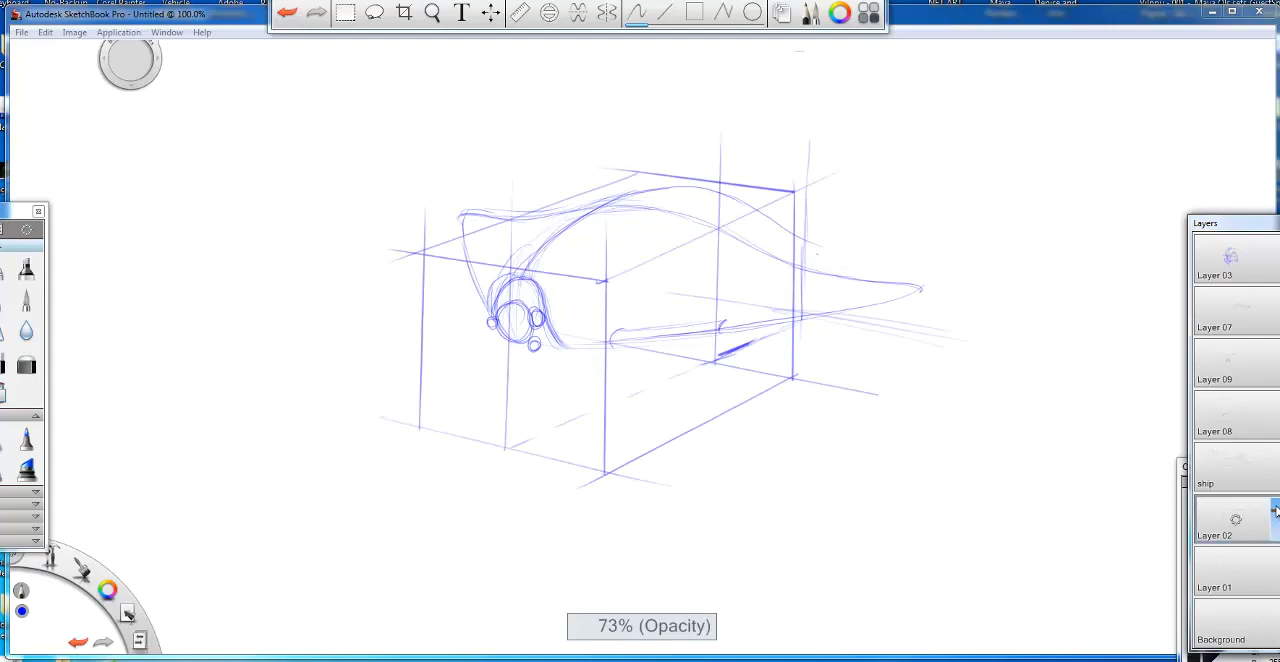 Autodesk SketchBook Pro - Untitled @ 100.0%
File Edit Image Application Window Help
T
Layers
Layer 03
Layer 07
Layer 09
Layer 08
ship
Layer 02
Layer 01
Background
73% (Opacity)